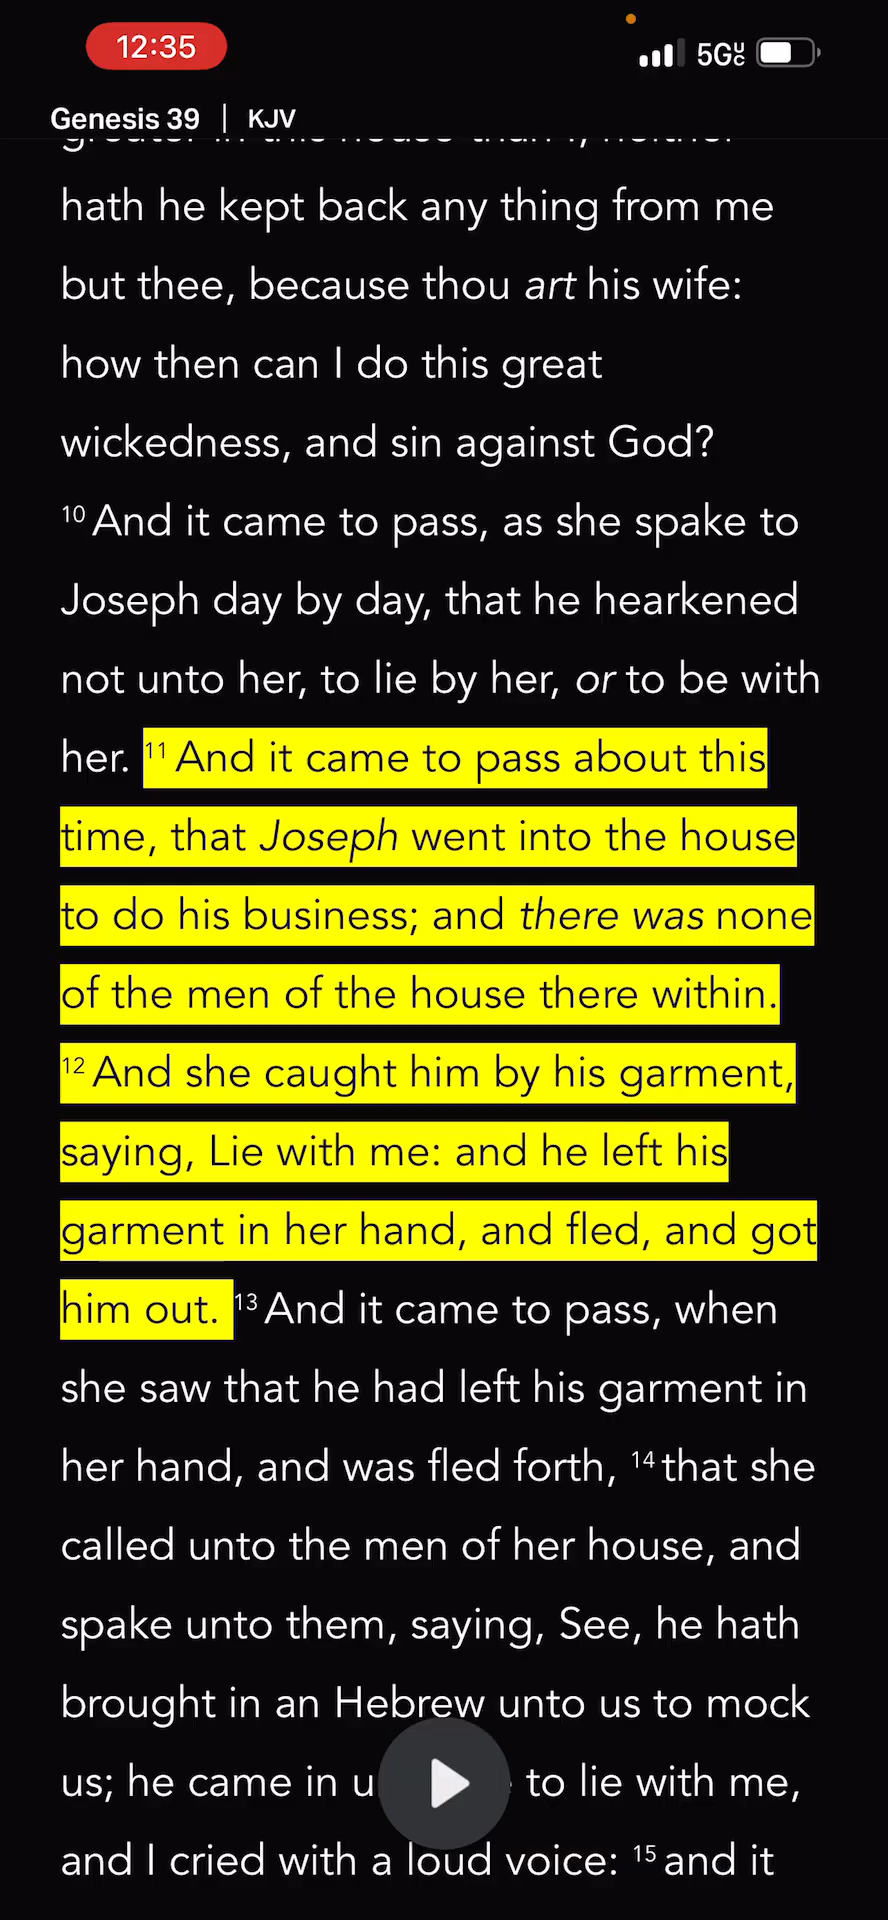 12:35
5GUC
Genesis 39 | KJV
hath he kept back any thing from me
but thee, because thou art his wife:
how then can I do this great
wickedness, and sin against God?
10 And it came to pass, as she spake to
Joseph day by day, that he hearkened
not unto her, to lie by her, or to be with
her. 11 And it came to pass about this
time, that Joseph went into the house
to do his business; and there was none
of the men of the house there within.
12 And she caught him by his garment,
saying, Lie with me: and he left his
garment in her hand, and fled, and got
him out. 13 And it came to pass, when
she saw that he had left his garment in
her hand, and was fled forth, 14 that she
called unto the men of her house, and
spake unto them, saying, See, he hath
brought in an Hebrew unto us to mock
us; he came in to lie with me,
and I cried with a loud voice: 15 and it